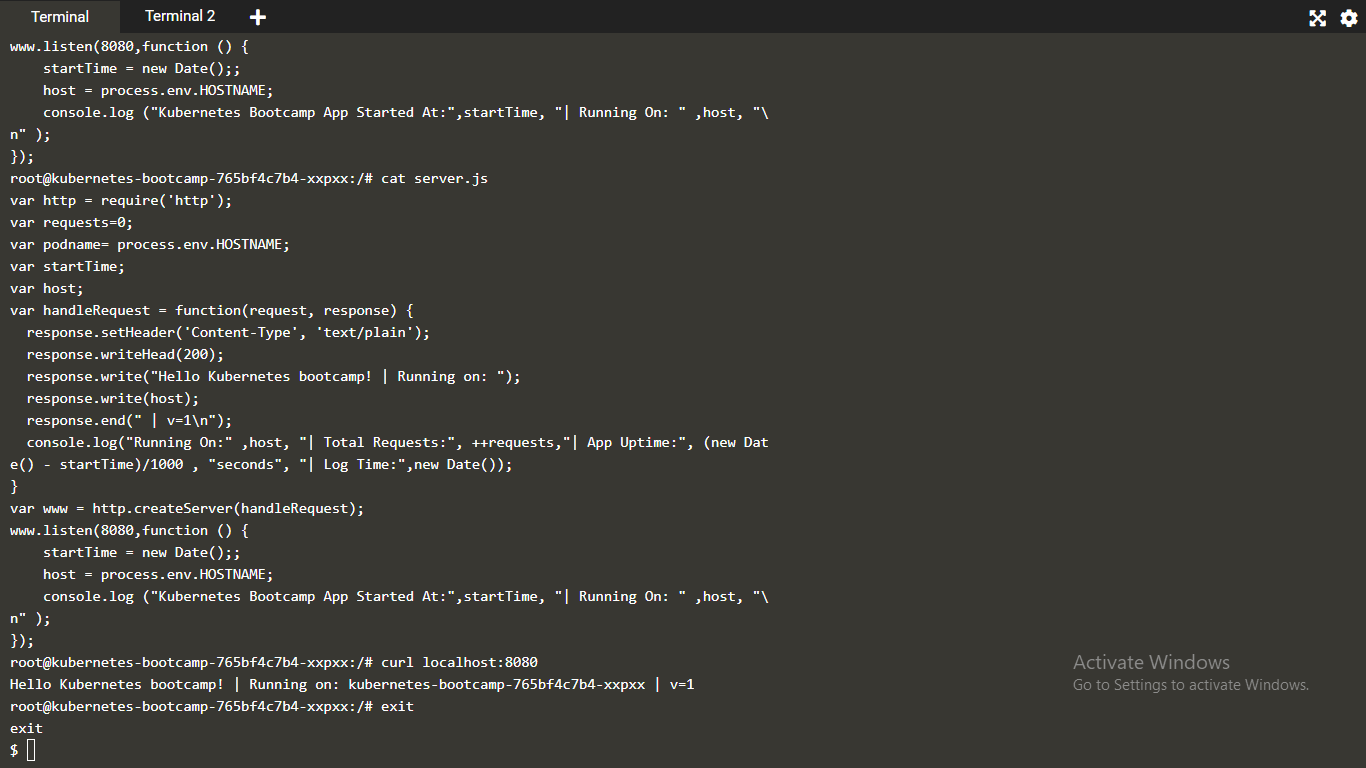 Terminal
Terminal 2
www.listen(8080,function () {
    startTime = new Date();;
    host = process.env.HOSTNAME;
    console.log ("Kubernetes Bootcamp App Started At:",startTime, "| Running On: " ,host, "\
n" );
});
root@kubernetes-bootcamp-765bf4c7b4-xxpxx:/# cat server.js
var http = require('http');
var requests=0;
var podname= process.env.HOSTNAME;
var startTime;
var host;
var handleRequest = function(request, response) {
  response.setHeader('Content-Type', 'text/plain');
  response.writeHead(200);
  response.write("Hello Kubernetes bootcamp! | Running on: ");
  response.write(host);
  response.end(" | v=1\n");
  console.log("Running On:" ,host, "| Total Requests:", ++requests,"| App Uptime:", (new Dat
e() - startTime)/1000 , "seconds", "| Log Time:",new Date());
}
var www = http.createServer(handleRequest);
www.listen(8080,function () {
    startTime = new Date();;
    host = process.env.HOSTNAME;
    console.log ("Kubernetes Bootcamp App Started At:",startTime, "| Running On: " ,host, "\
n" );
});
root@kubernetes-bootcamp-765bf4c7b4-xxpxx:/# curl localhost:8080
Hello Kubernetes bootcamp! | Running on: kubernetes-bootcamp-765bf4c7b4-xxpxx | v=1
root@kubernetes-bootcamp-765bf4c7b4-xxpxx:/# exit
exit
$
Activate Windows
Go to Settings to activate Windows.